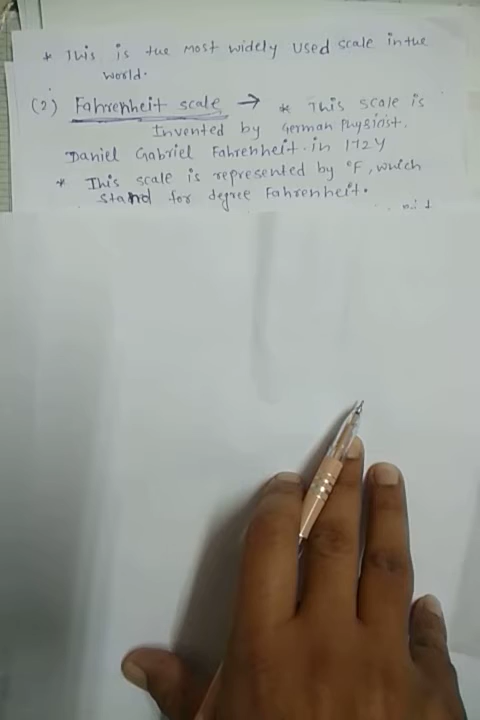 * This is the most widely used scale in the
world.
(2) Fahrenheit scale → * This scale is
Invented by German Physicist.
Daniel Gabriel Fahrenheit. in 1724
* This scale is represented by °F, which
stand for degree Fahrenheit.